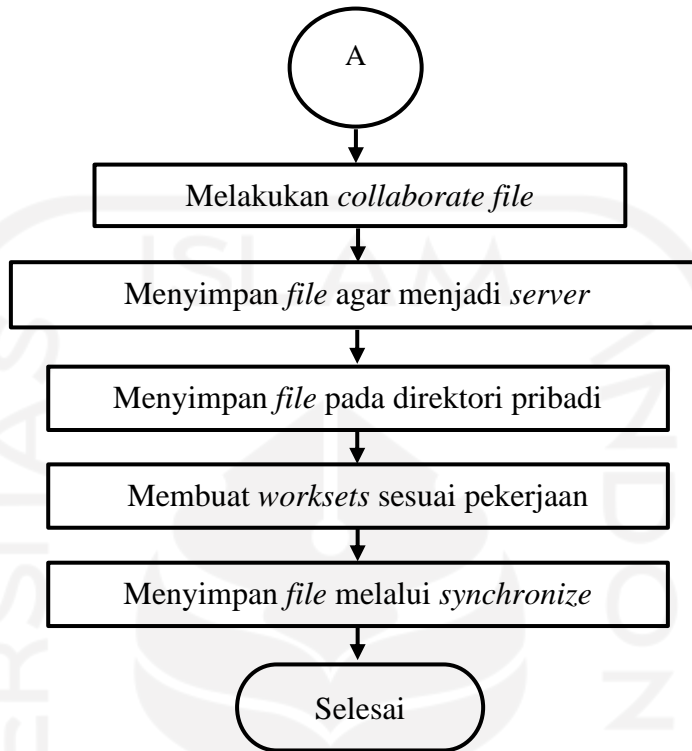 A
Melakukan collaborate file
Menyimpan file agar menjadi server
Menyimpan file pada direktori pribadi
Membuat worksets sesuai pekerjaan
Menyimpan file melalui synchronize
Selesai
ISLAM